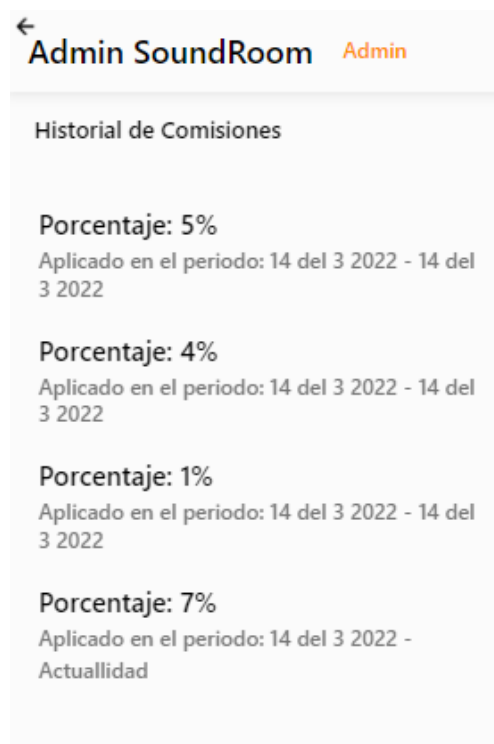 Admin SoundRoom Admin
Historial de Comisiones
Porcentaje: 5%
Aplicado en el periodo: 14 del 3 2022 - 14 del
3 2022
Porcentaje: 4%
Aplicado en el periodo: 14 del 3 2022 - 14 del
3 2022
Porcentaje: 1%
Aplicado en el periodo: 14 del 3 2022 - 14 del
3 2022
Porcentaje: 7%
Aplicado en el periodo: 14 del 3 2022 -
Actuallidad